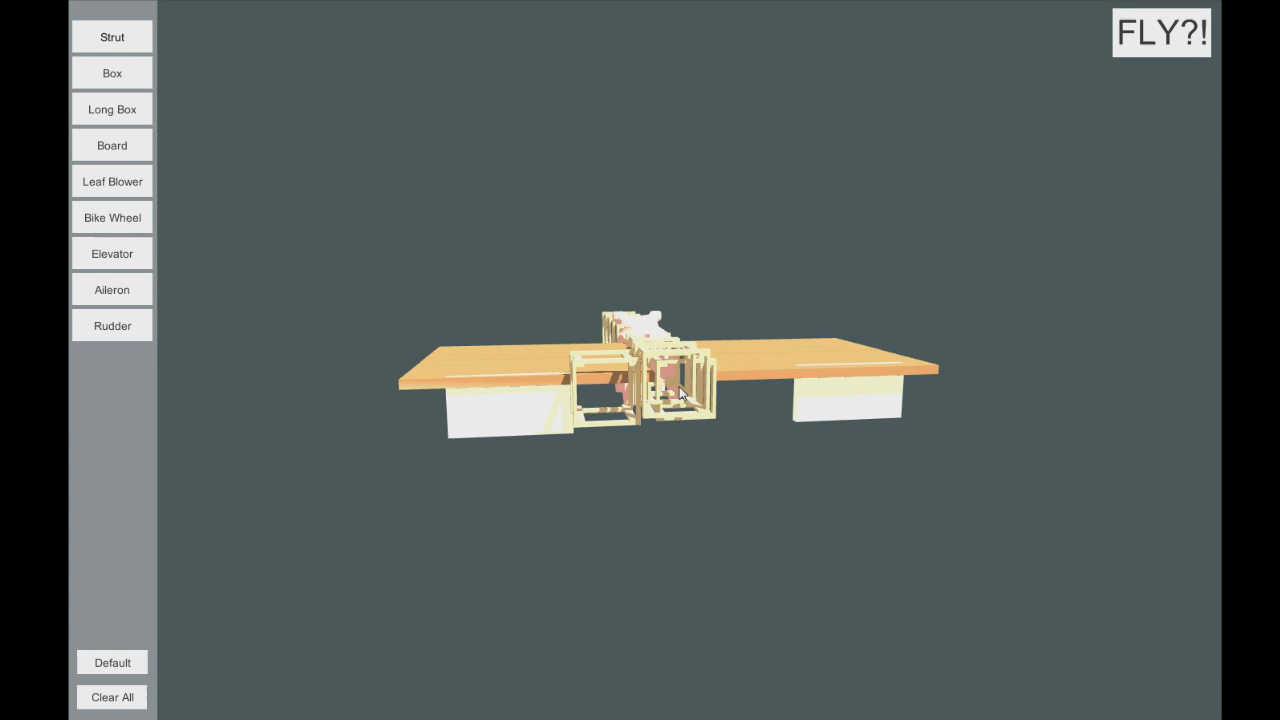 Strut
Box
Long Box
Board
Leaf Blower
Bike Wheel
Elevator
Aileron
Rudder
Default
Clear All
FLY?!